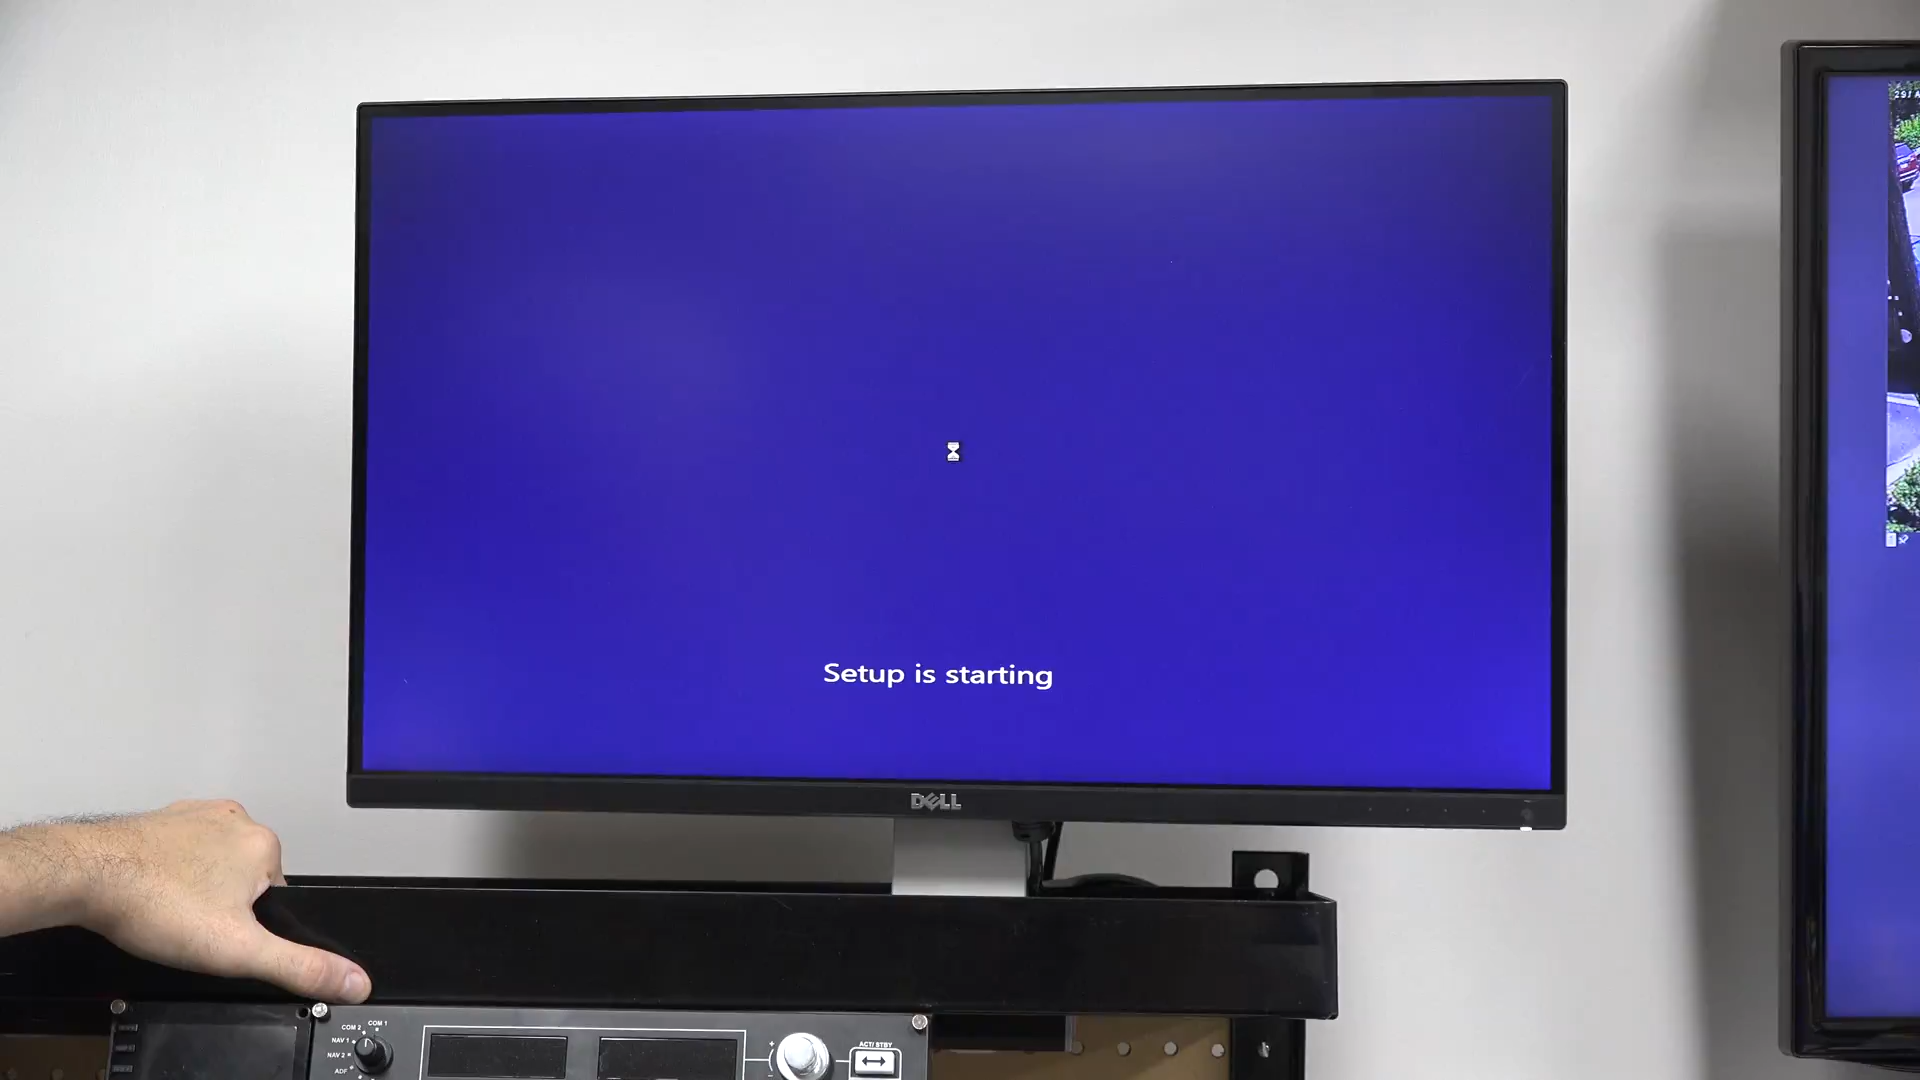 Setup is starting
DELL
COM 2 COM 1
NAV 1
NAV 2
ADF
ACT/ STBY